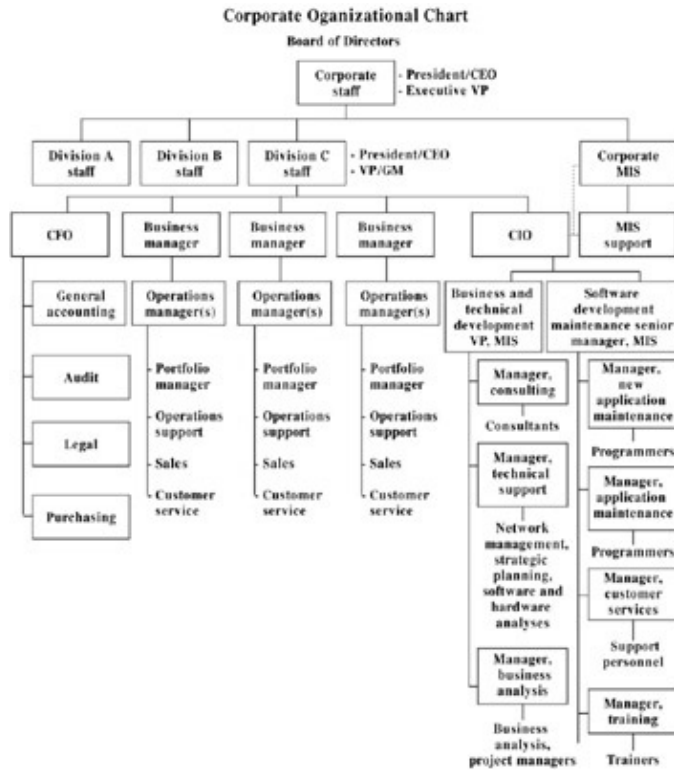 Corporate Oganizational Chart
Board of Directors
Corporate
staff
- President/CEO
- Executive VP
Division A
staff
Division B
staff
Division C
staff
- President/CEO
- VP/GM
Corporate
MIS
CFO
Business
manager
Business
manager
Business
manager
CIO
MIS
support
General
accounting
Audit
Legal
Purchasing
Operations
manager(s)
Portfolio
manager
Operations
support
Sales
Customer
service
Operations
manager(s)
Portfolio
manager
Operations
support
Sales
Customer
service
Operations
manager(s)
Portfolio
manager
Operations
support
Sales
Customer
service
Business and
technical
development
VP, MIS
Manager,
consulting
Consultants
Manager,
technical
support
Network
management,
strategic
planning,
software and
hardware
analyses
Manager,
business
analysis
Business
analysis,
project managers
Software
development
maintenance senior
manager, MIS
Manager,
new
application
maintenance
Programmers
Manager,
application
maintenance
Programmers
Manager,
customer
services
Support
personnel
Manager,
training
Trainers